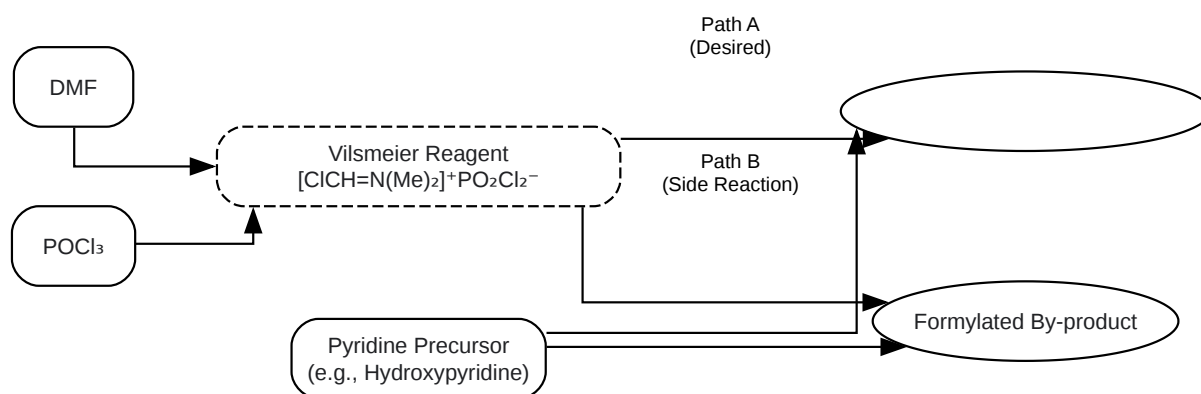 Path A
(Desired)
DMF
Vilsmeier Reagent
[ClCH=N(Me)₂]⁺PO₂Cl₂⁻
Path B
(Side Reaction)
POCl₃
Pyridine Precursor
(e.g., Hydroxypyridine)
Formylated By-product